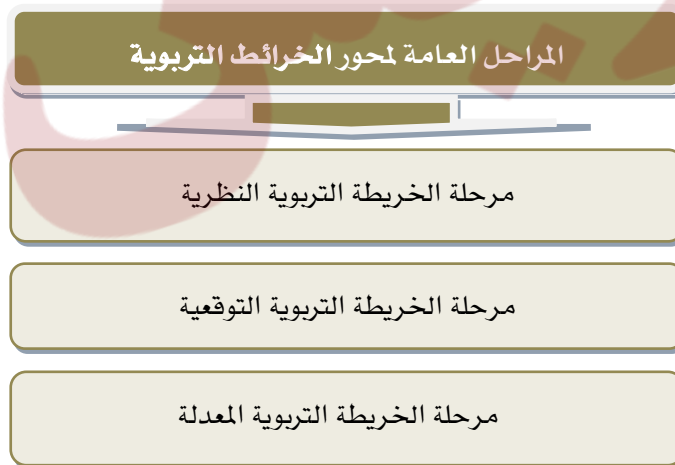 المراحل العامة لمحور الخرائط التربوية
مرحلة الخريطة التربوية النظرية
مرحلة الخريطة التربوية التوقعية
مرحلة الخريطة التربوية المعدلة